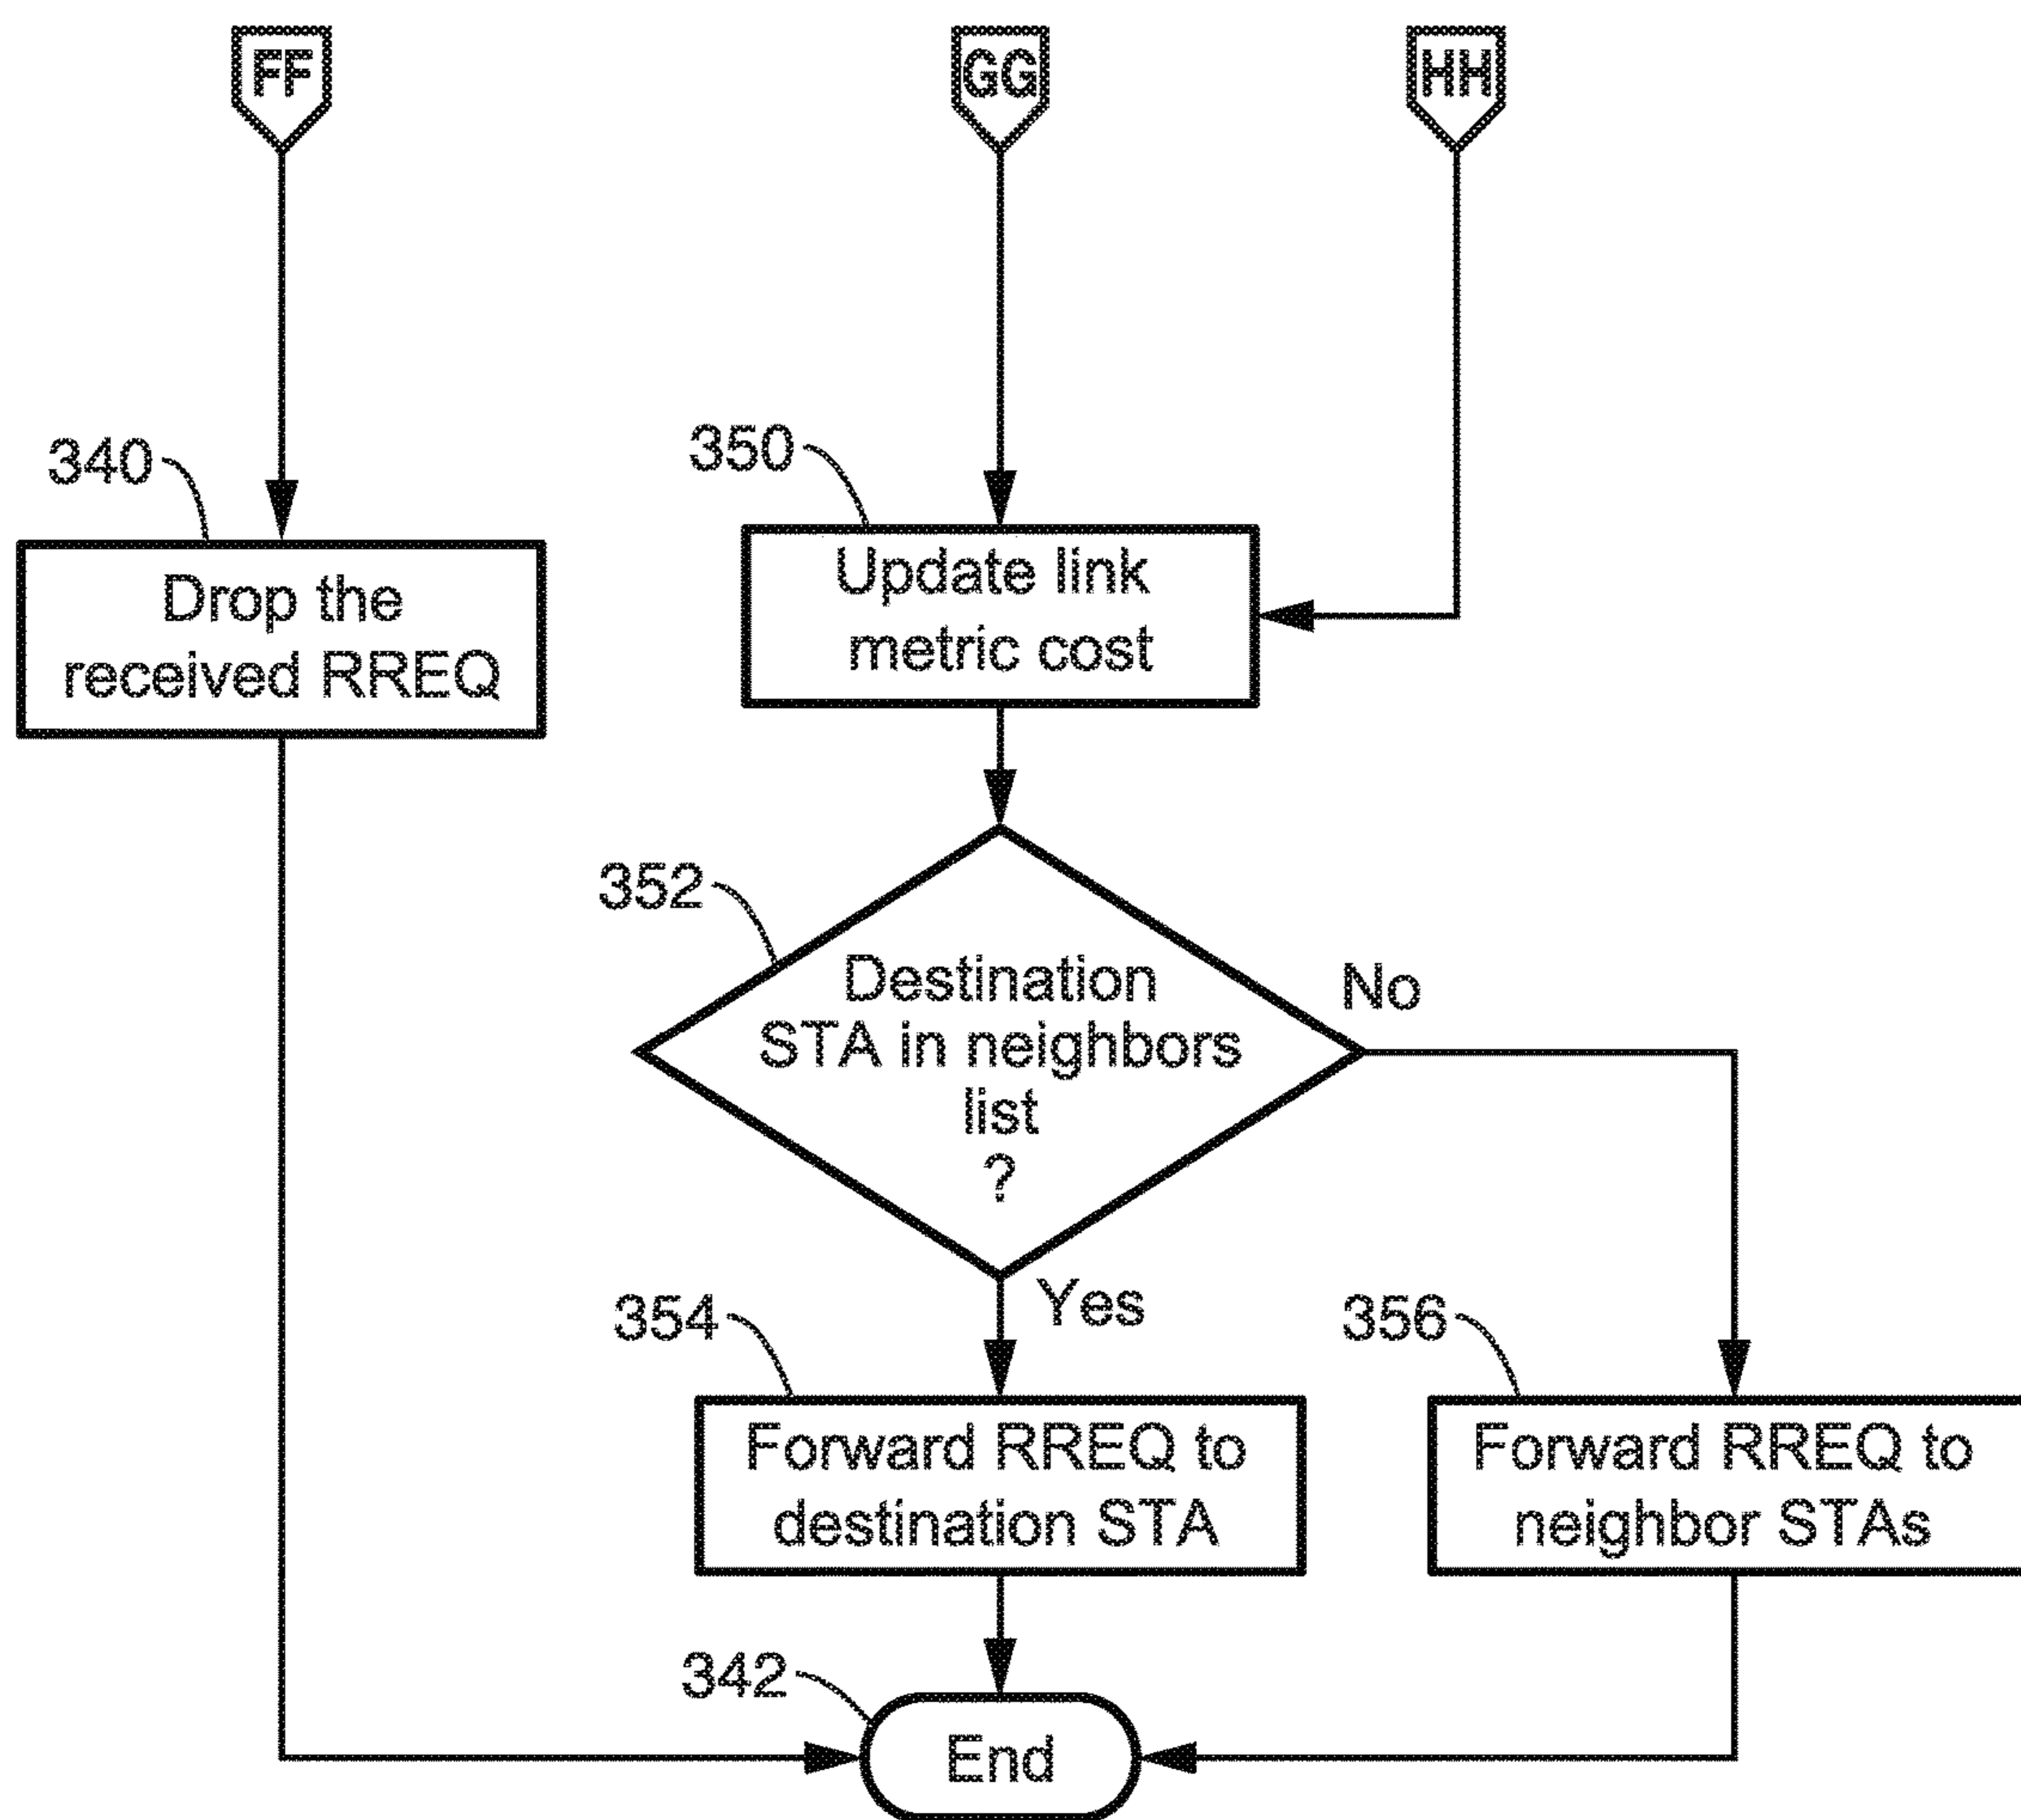 FF
GG
HH
340
350
Drop the
received RREQ
Update link
metric cost
352
Destination
STA in neighbors
list
?
No
Yes
354
356
Forward RREQ to
destination STA
Forward RREQ to
neighbor STAs
342
End